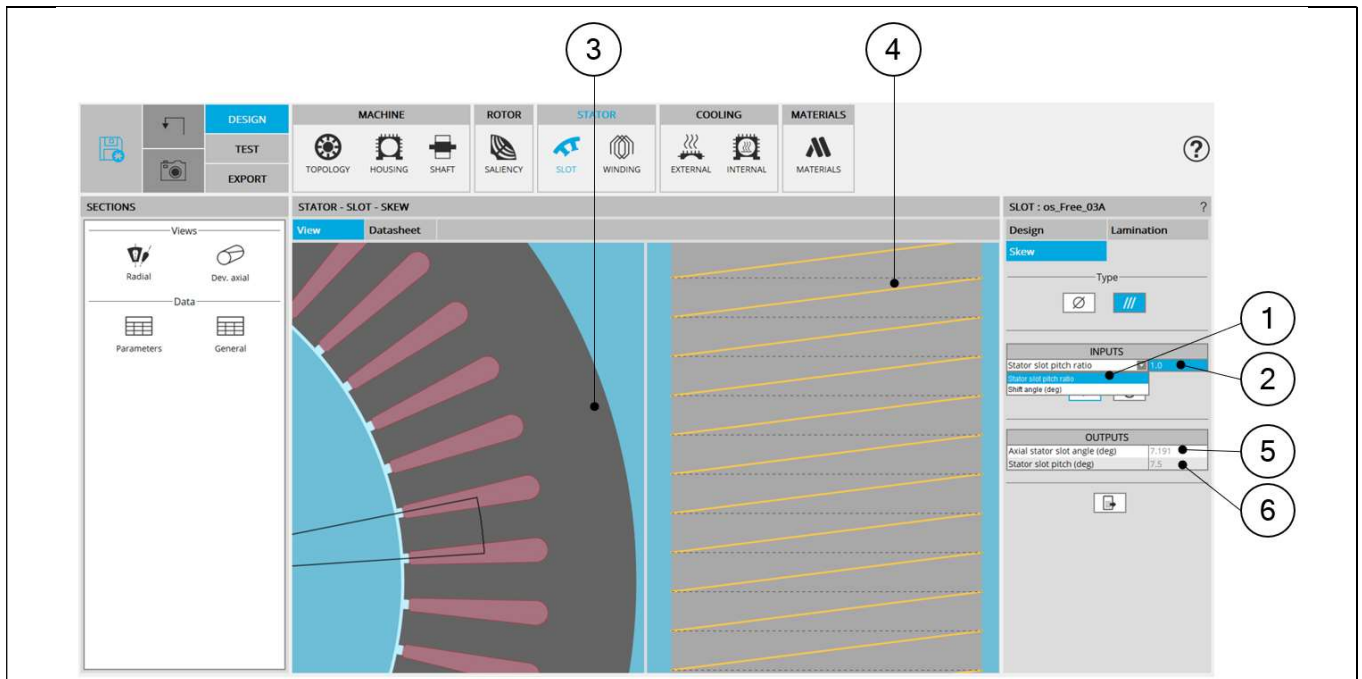 3
4
DESIGN
TEST
EXPORT
MACHINE
ROTOR
STATOR
COOLING
MATERIALS
TOPOLOGY
HOUSING
SHAFT
SALIENCY
SLOT
WINDING
EXTERNAL
INTERNAL
MATERIALS
?
SECTIONS
STATOR - SLOT - SKEW
SLOT : os_Free_03A
?
Views
Radial
Dev. axial
Data
Parameters
General
View
Datasheet
Design
Lamination
Skew
Type
1
INPUTS
Stator slot pitch ratio
1.0
Stator slot pitch ratio
Shift angle (deg)
2
OUTPUTS
Axial stator slot angle (deg)
7.191
5
Stator slot pitch (deg)
7.5
6